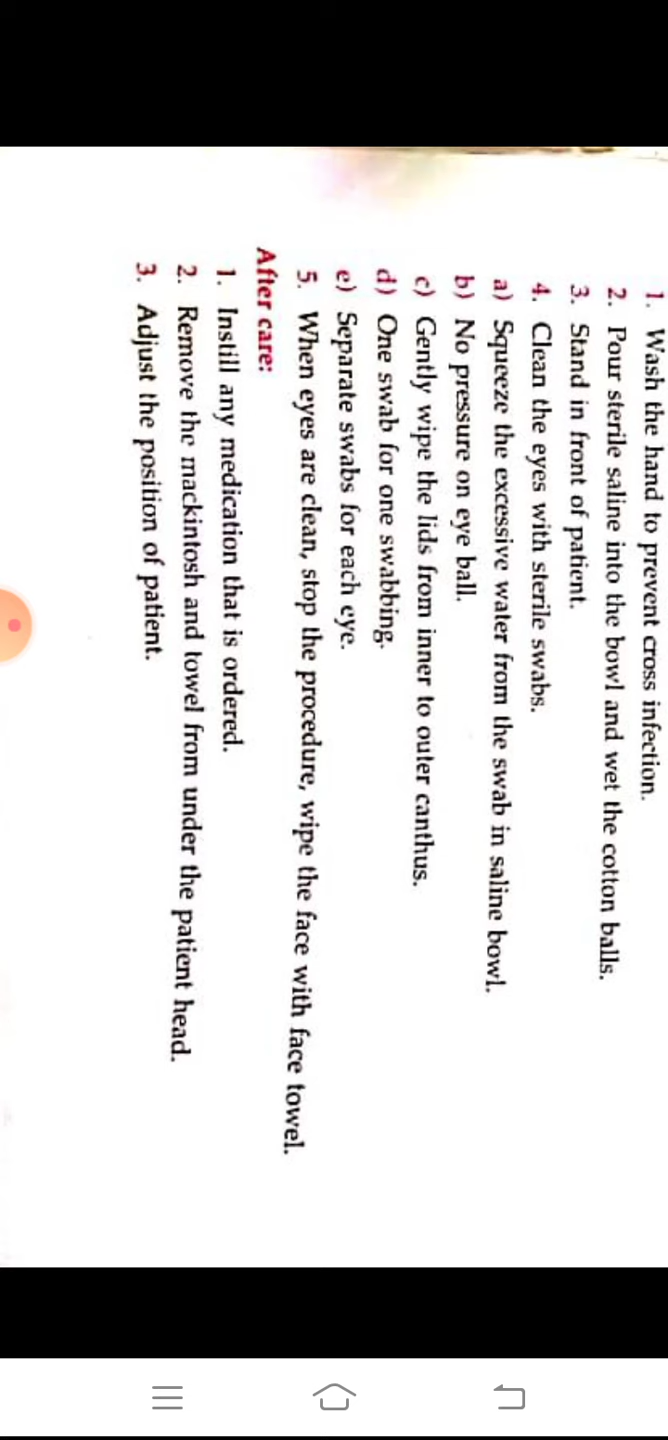 1. Wash the hand to prevent cross infection.
2. Pour sterile saline into the bowl and wet the cotton balls.
3. Stand in front of patient.
4. Clean the eyes with sterile swabs.
a) Squeeze the excessive water from the swab in saline bowl.
b) No pressure on eye ball.
c) Gently wipe the lids from inner to outer canthus.
d) One swab for one swabbing.
e) Separate swabs for each eye.
5. When eyes are clean, stop the procedure, wipe the face with face towel.
After care:
1. Instill any medication that is ordered.
2. Remove the mackintosh and towel from under the patient head.
3. Adjust the position of patient.